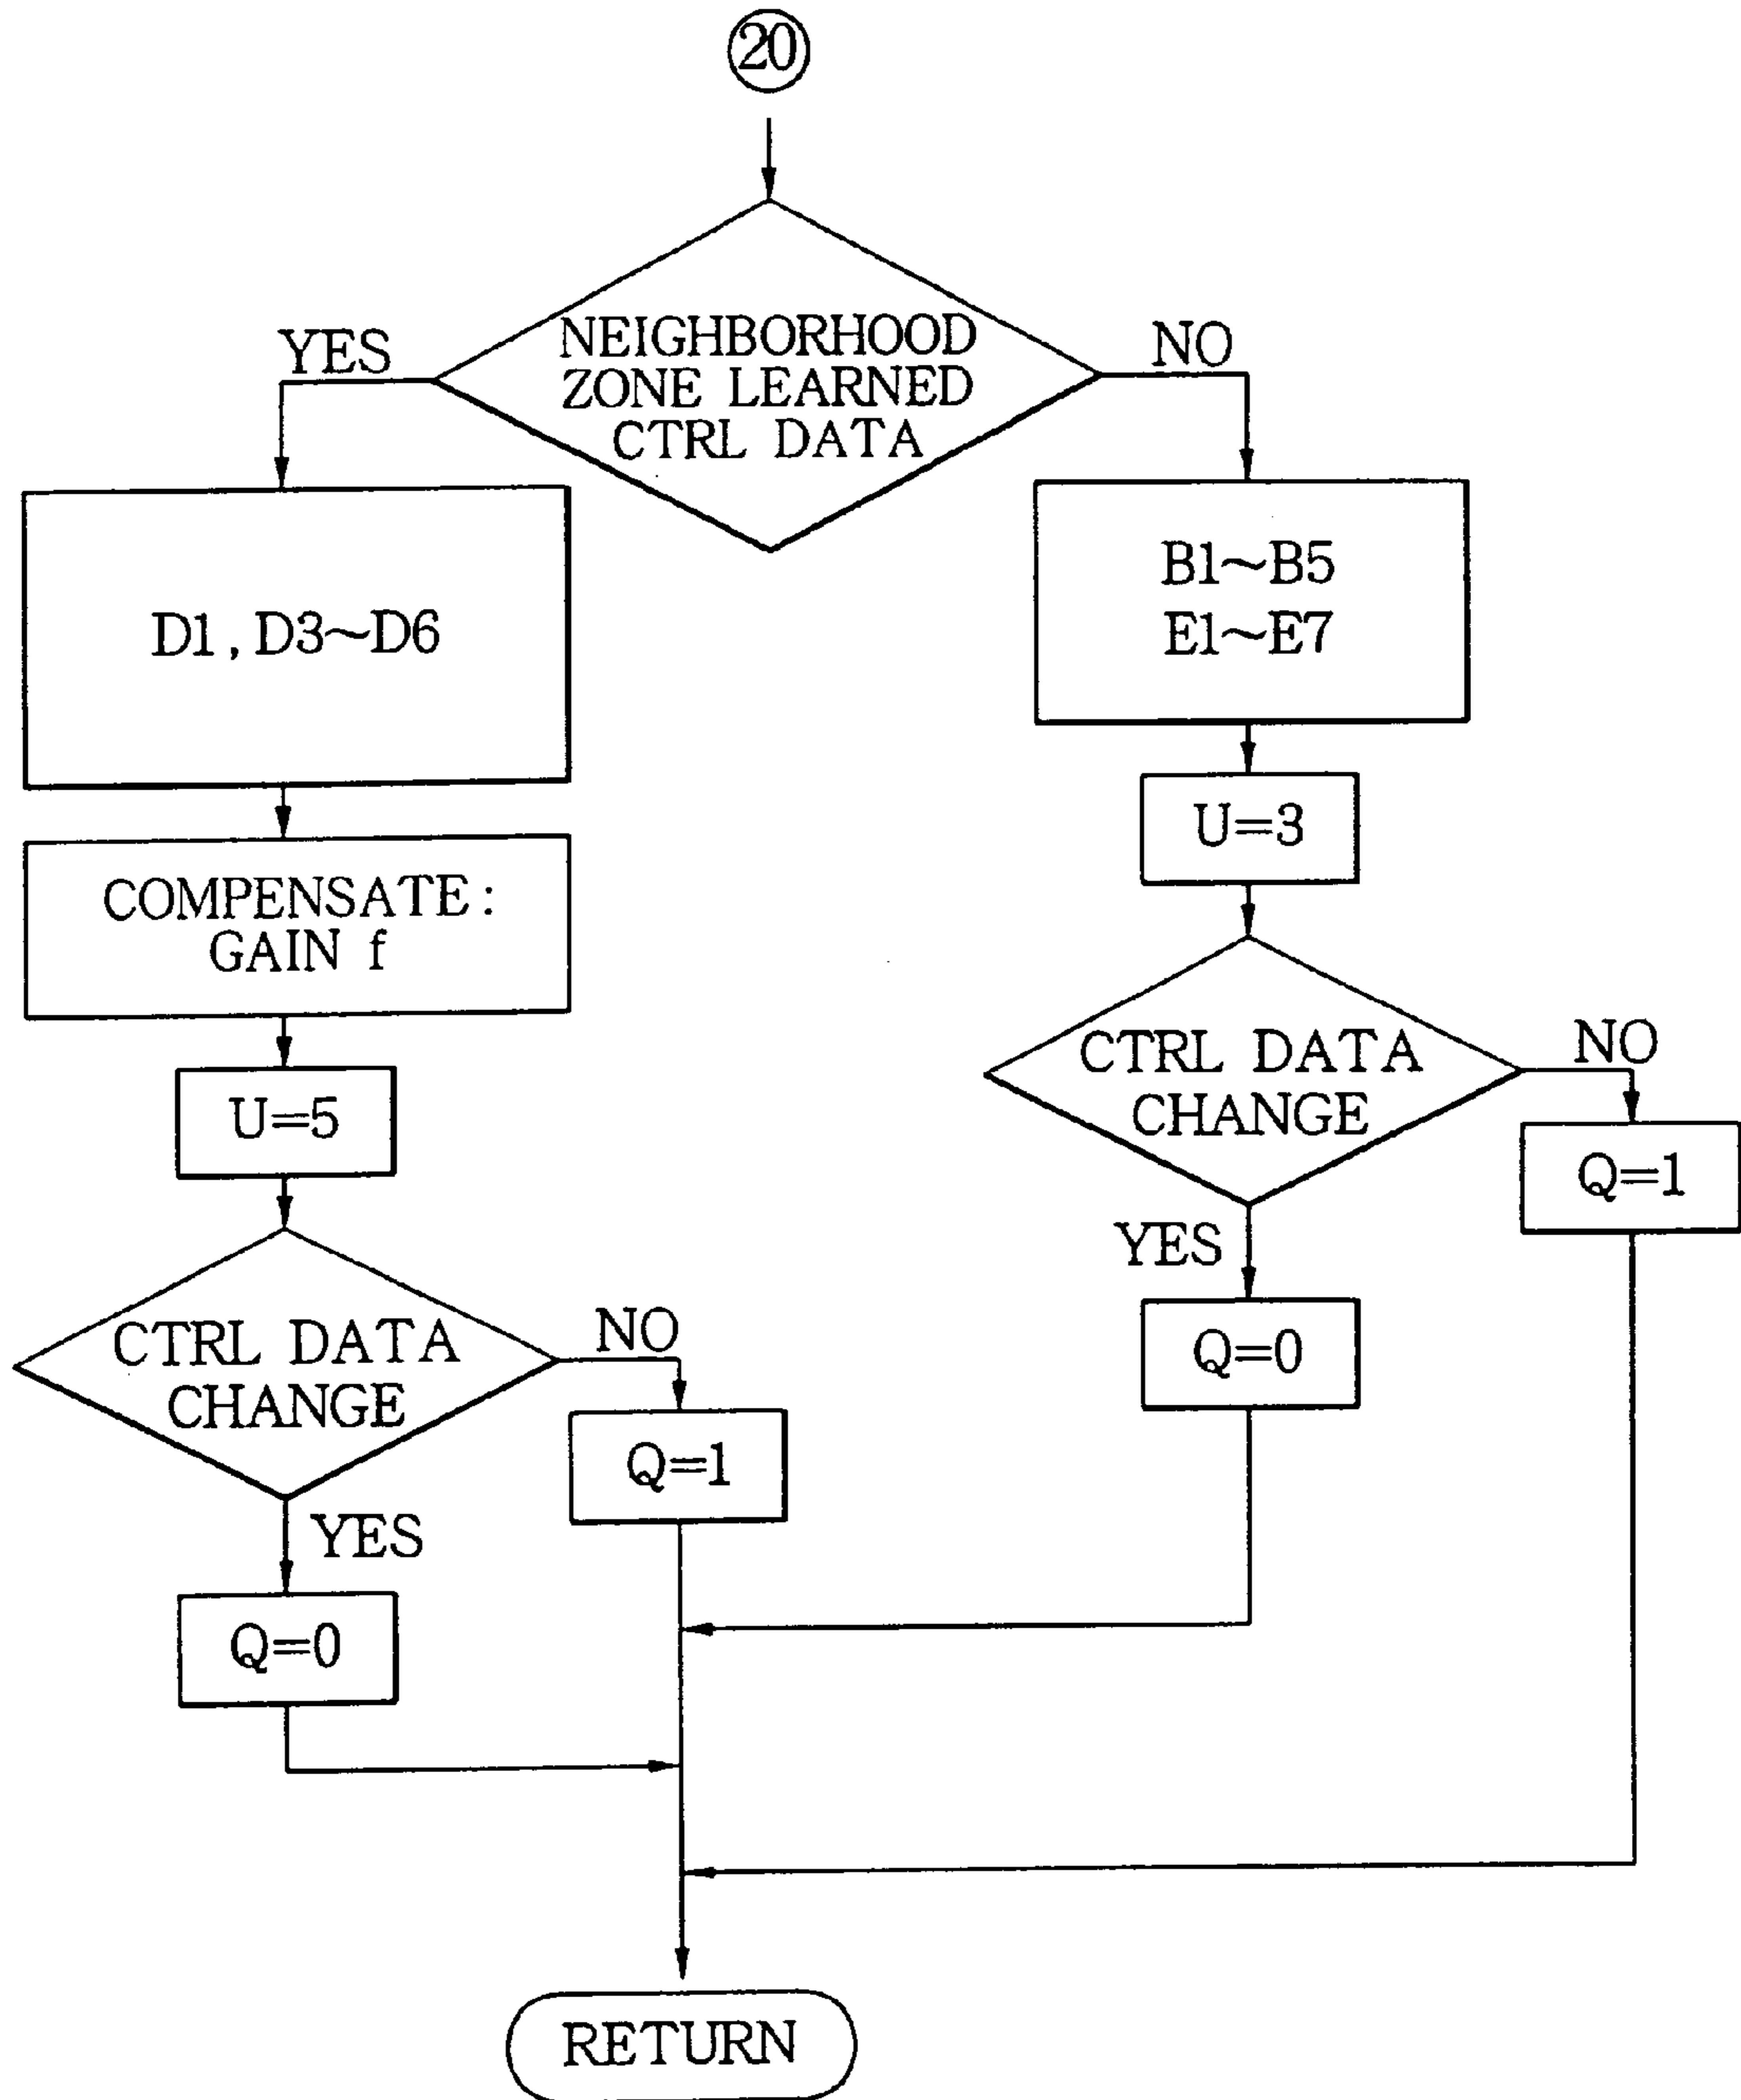 20
YES
NEIGHBORHOOD
ZONE LEARNED
CTRL DATA
NO
D1, D3~D6
B1~B5
E1~E7
COMPENSATE:
GAIN f
U=3
U=5
CTRL DATA
CHANGE
NO
Q=1
YES
Q=0
CTRL DATA
CHANGE
NO
Q=1
YES
Q=0
RETURN